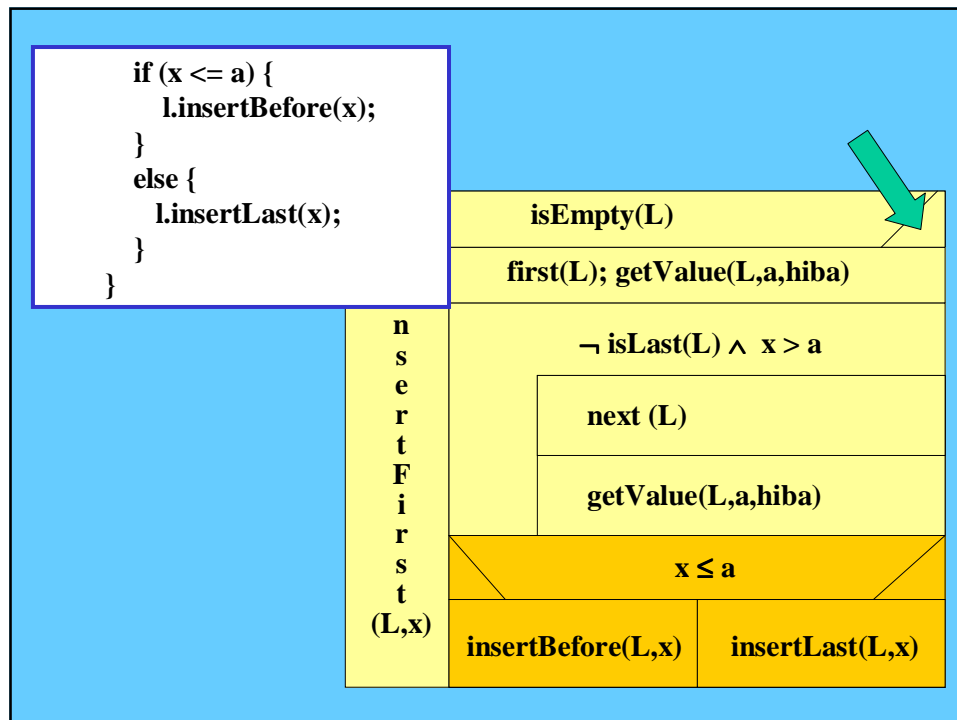 if (x <= a) {
l.insertBefore(x);
}
else {
l.insertLast(x);
}
}
isEmpty(L)
first(L); getValue(L,a,hiba)
n
s
e
r
t
F
i
r
s
t
(L,x)
¬ isLast(L) ∧ x > a
next (L)
getValue(L,a,hiba)
x ≤ a
insertBefore(L,x)
insertLast(L,x)